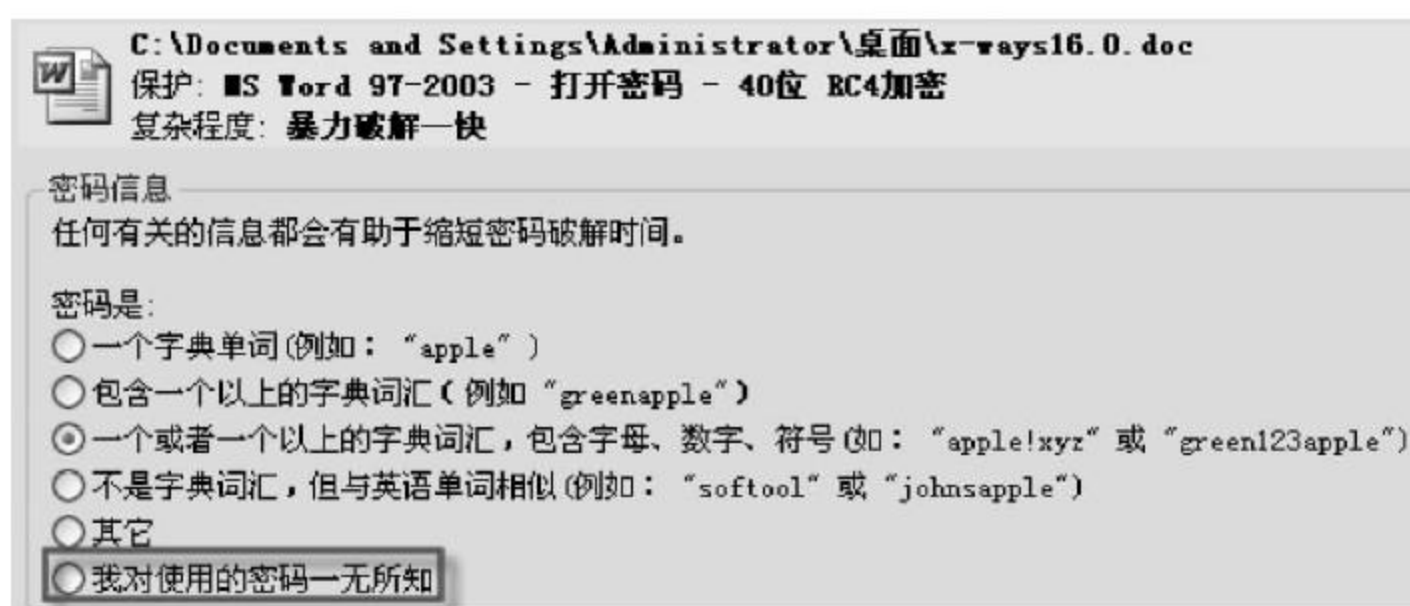 C:\Documents and Settings\Administrator\桌面\x-ways16.0.doc
保护: MS Word 97-2003 - 打开密码 - 40位 RC4加密
复杂程度: 暴力破解—快
密码信息
任何有关的信息都会有助于缩短密码破解时间。
密码是:
一个字典单词(例如: "apple" )
包含一个以上的字典词汇( 例如 "greenapple")
一个或者一个以上的字典词汇,包含字母、数字、符号(如: "apple!xyz" 或 "green123apple")
不是字典词汇,但与英语单词相似(例如: "softool" 或 "johnsapple")
其它
我对使用的密码一无所知